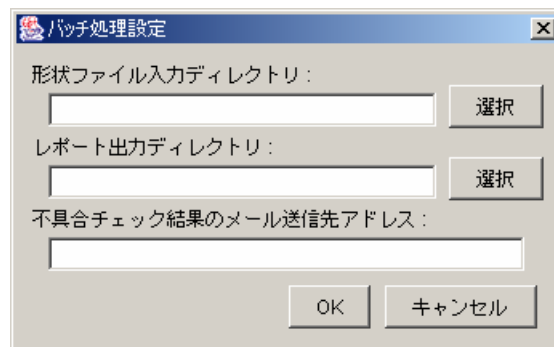 バッチ処理設定
形状ファイル入力ディレクトリ：
選択
レポート出力ディレクトリ：
選択
不具合チェック結果のメール送信先アドレス：
OK キャンセル